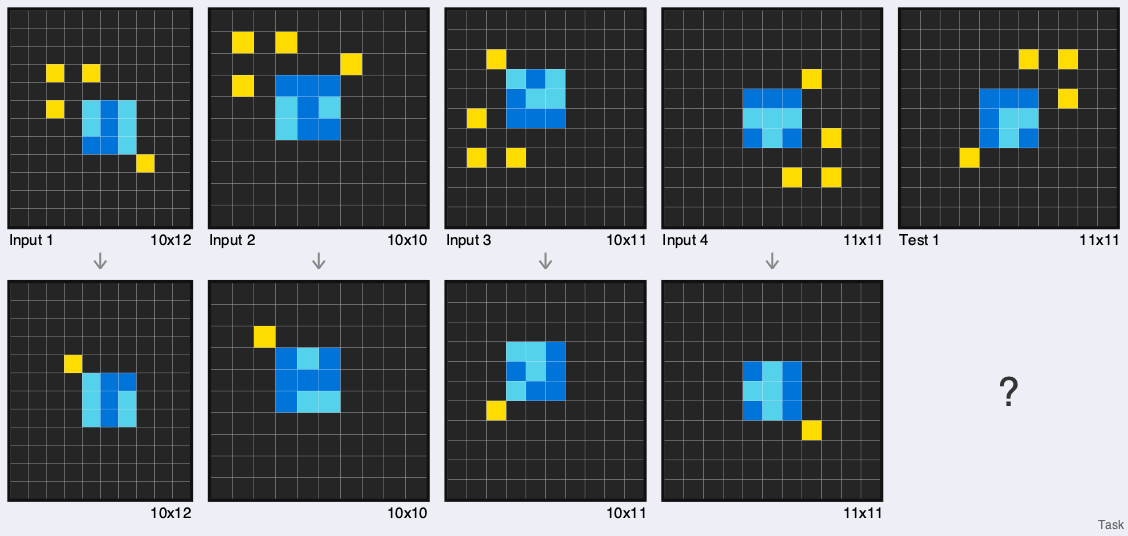 Input 1 10x12
Input 2 10x10
Input 3 10x11
Input 4 11x11
Test 1 11x11
10x12
10x10
10x11
11x11
?
Task